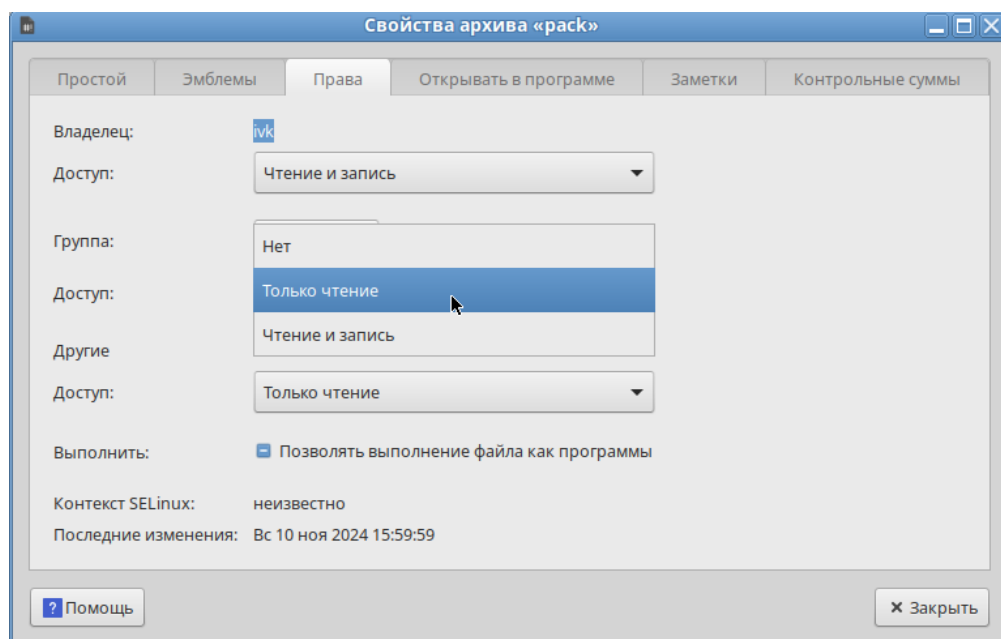 Свойства архива «pack»
Простой Эмблемы Права Открывать в программе Заметки Контрольные суммы
Владелец: ivk
Доступ: Чтение и запись
Группа:
Нет
Доступ: Только чтение
Чтение и запись
Другие
Доступ: Только чтение
Выполнить: Позволять выполнение файла как программы
Контекст SELinux: неизвестно
Последние изменения: Вс 10 ноя 2024 15:59:59
? Помощь × Закрыть